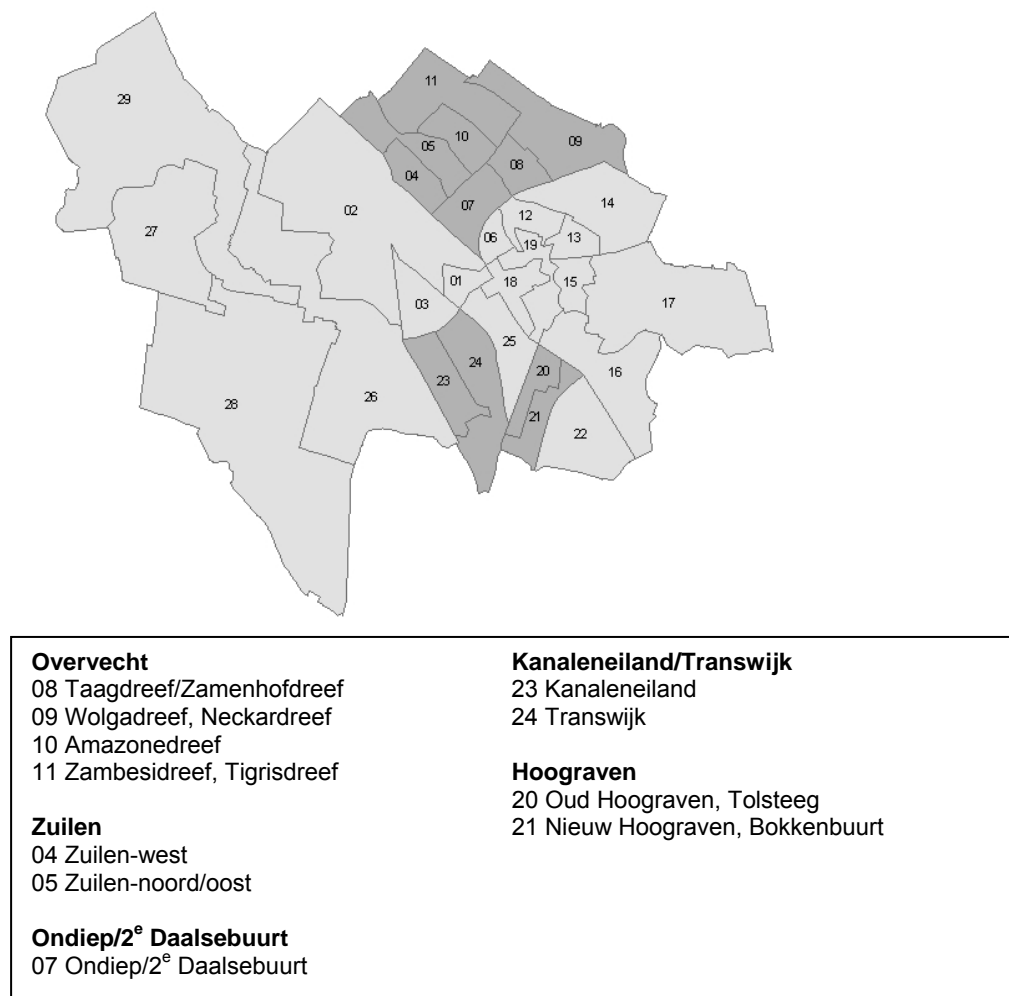 11
29
09
10
05
08
04
14
07
02
12
06
13
19
27
01
18
15
17
03
25
24
20
16
23
26
28
21
22
Overvecht
08 Taagdreef/Zamenhofdreef
09 Wolgadreef, Neckardreef
10 Amazonedreef
11 Zambesidreef, Tigrisdreef
Zuilen
04 Zuilen-west
05 Zuilen-noord/oost
Ondiep/2e Daalsebuurt
07 Ondiep/2e Daalsebuurt
Kanaleneiland/Transwijk
23 Kanaleneiland
24 Transwijk
Hoograven
20 Oud Hoograven, Tolsteeg
21 Nieuw Hoograven, Bokkenbuurt